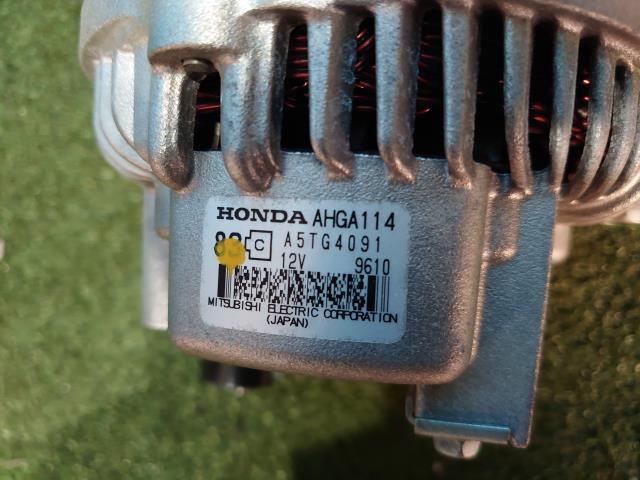 HONDA AHGA114
C A5TG4091
12V 9610
MITSUBISHI ELECTRIC CORPORATION
(JAPAN)